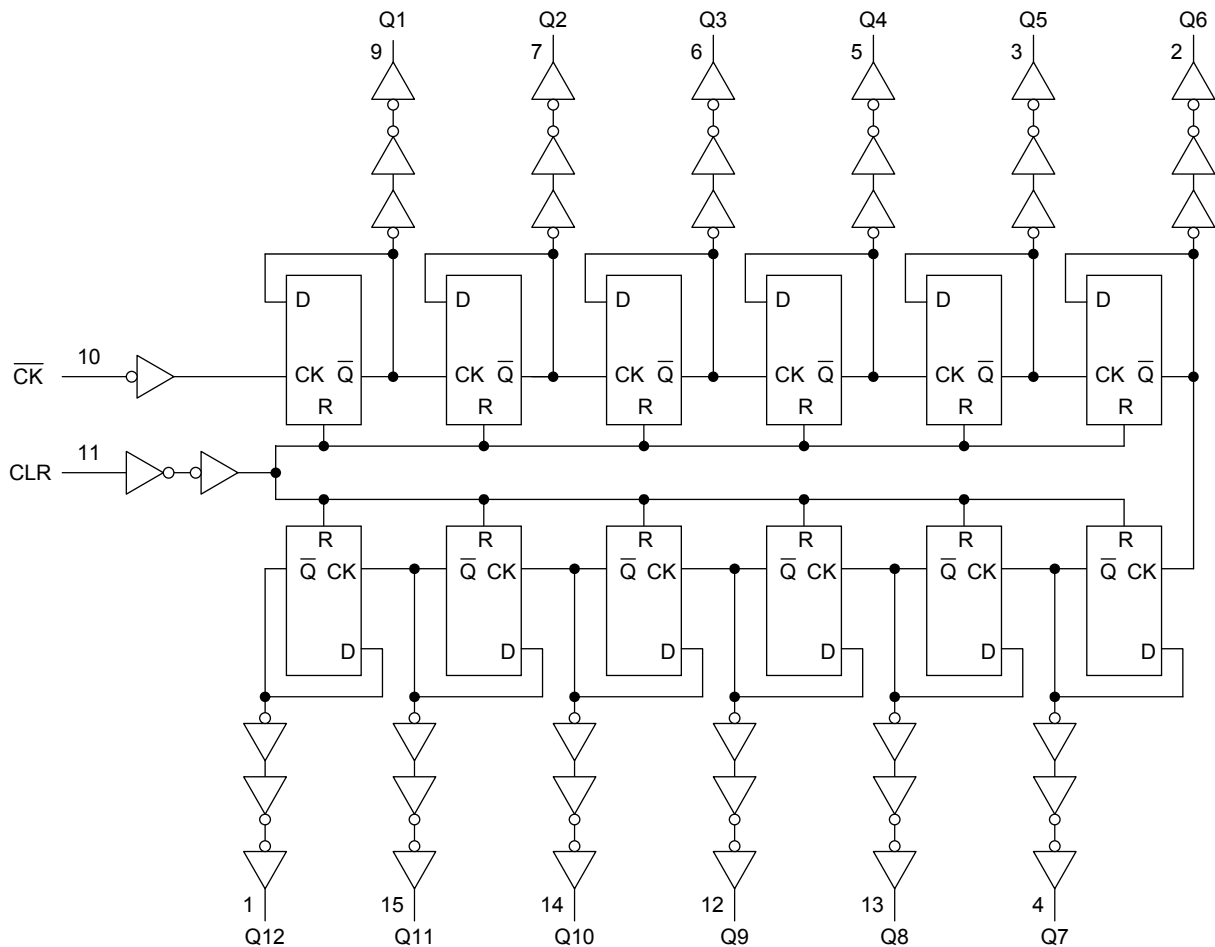 Q1 Q2 Q3 Q4 Q5 Q6
9 7 6 5 3 2
D D D D D D
C̅K̅ 10 CK Q̅ CK Q̅ CK Q̅ CK Q̅ CK Q̅ CK Q̅
R R R R R R
CLR 11
R R R R R R
Q̅ CK Q̅ CK Q̅ CK Q̅ CK Q̅ CK Q̅ CK
D D D D D D
1 15 14 12 13 4
Q12 Q11 Q10 Q9 Q8 Q7